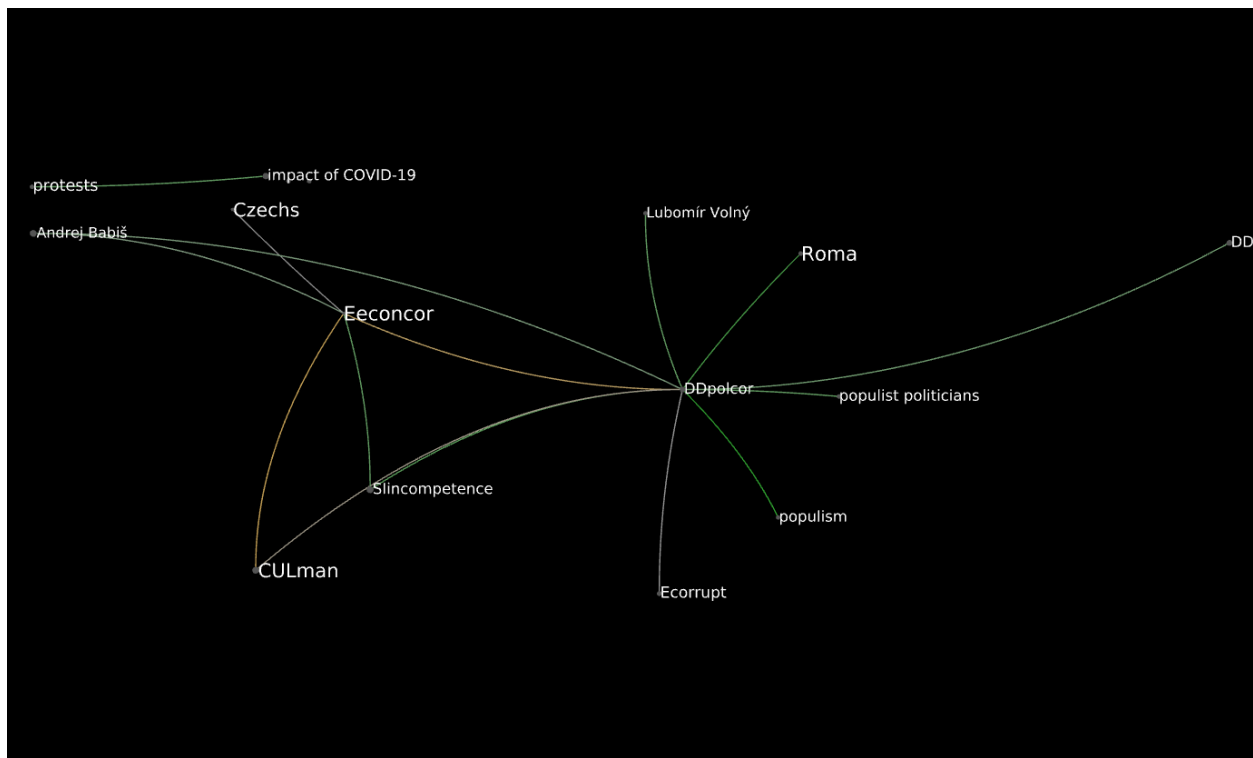 impact of COVID-19
protests
Czechs
Lubomír Volný
Andrej Babiš
DD
Roma
Eeconcor
DDpolcor
populist politicians
SIincompetence
populism
CULman
Ecorrupt